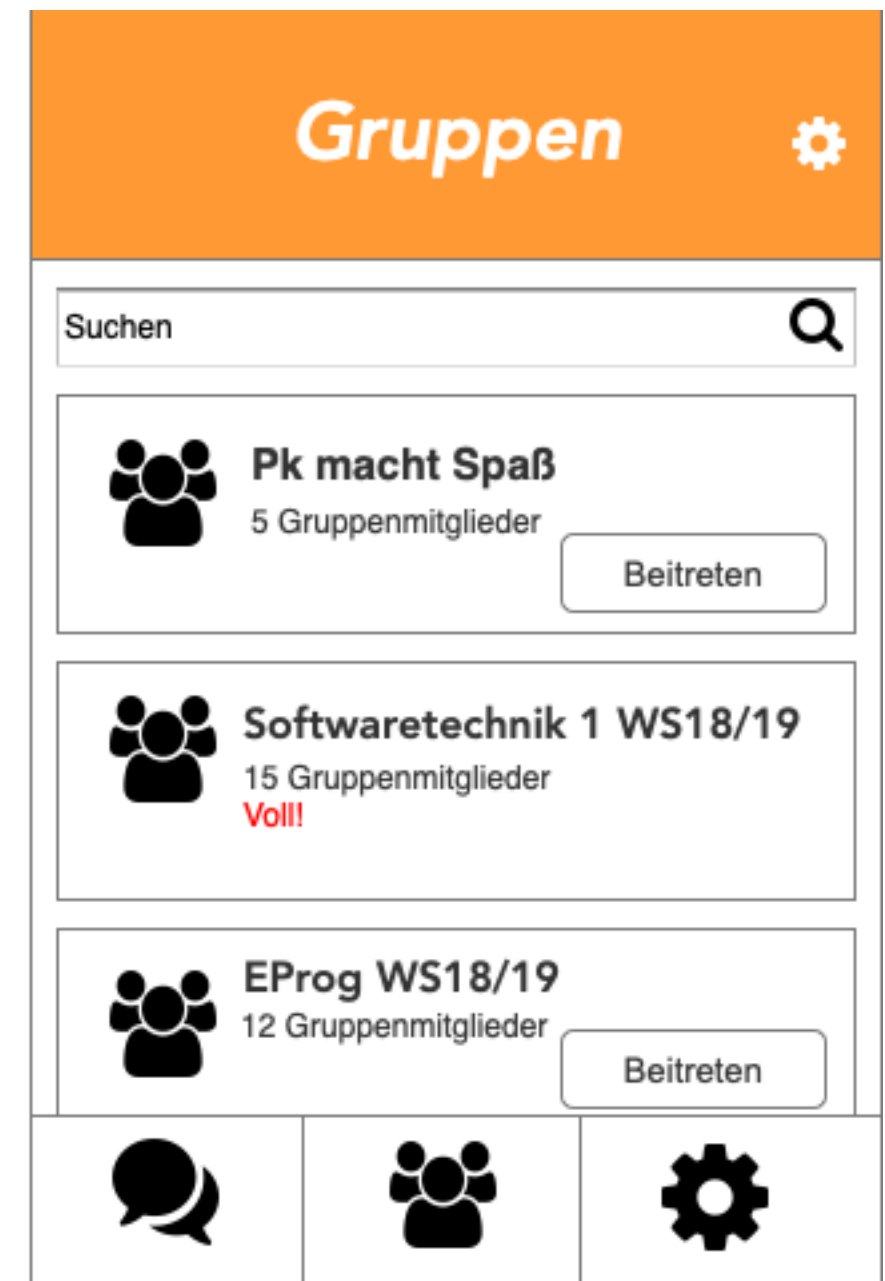 Gruppen
Suchen
Pk macht Spaß
5 Gruppenmitglieder
Beitreten
Softwaretechnik 1 WS18/19
15 Gruppenmitglieder
Voll!
EProg WS18/19
12 Gruppenmitglieder
Beitreten